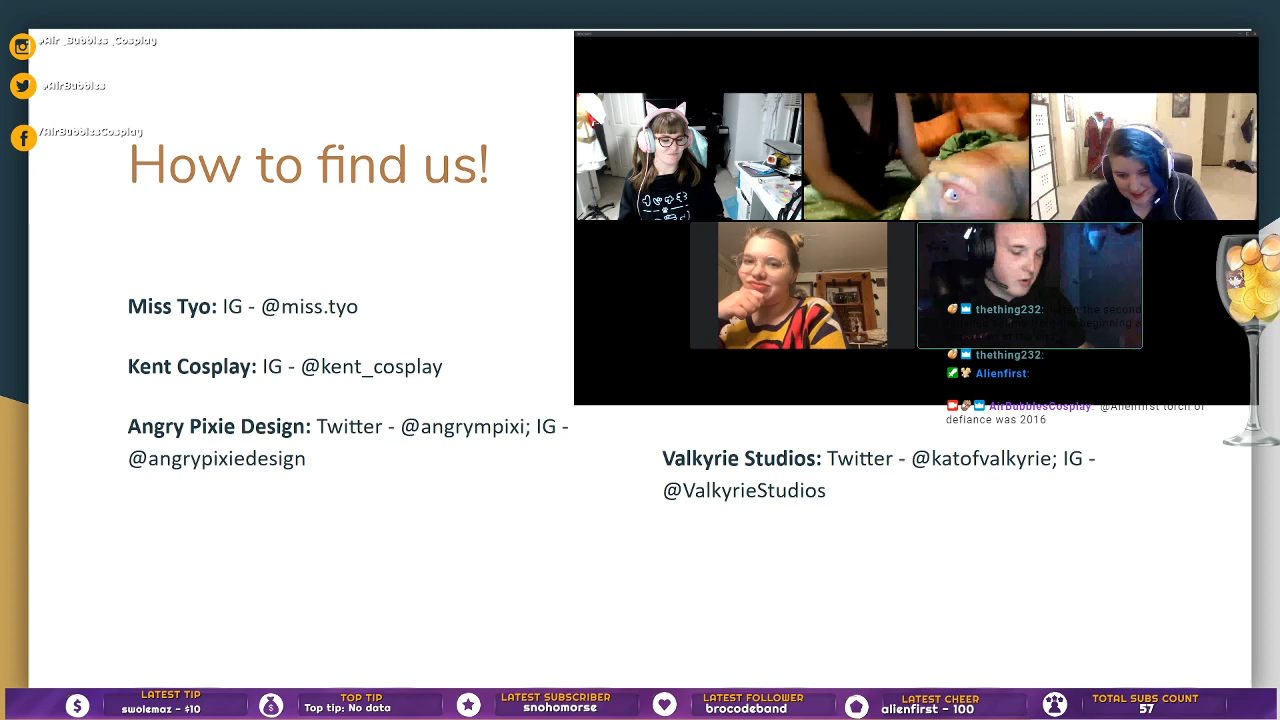 @Air_Bubbles_Cosplay
@AirBubbles
/AirBubblesCosplay
How to find us!
Miss Tyo: IG - @miss.tyo
Kent Cosplay: IG - @kent_cosplay
Angry Pixie Design: Twitter - @angrympixi; IG -
@angrypixiedesign
thething232:
thething232:
Alienfirst:
AirBubblesCosplay: @Alienfirst torch of
defiance was 2016
Valkyrie Studios: Twitter - @katofvalkyrie; IG -
@ValkyrieStudios
LATEST TIP
swolemaz - $10
TOP TIP
Top tip: No data
LATEST SUBSCRIBER
snohomorse
LATEST FOLLOWER
brocodeband
LATEST CHEER
alienfirst - 100
TOTAL SUBS COUNT
57